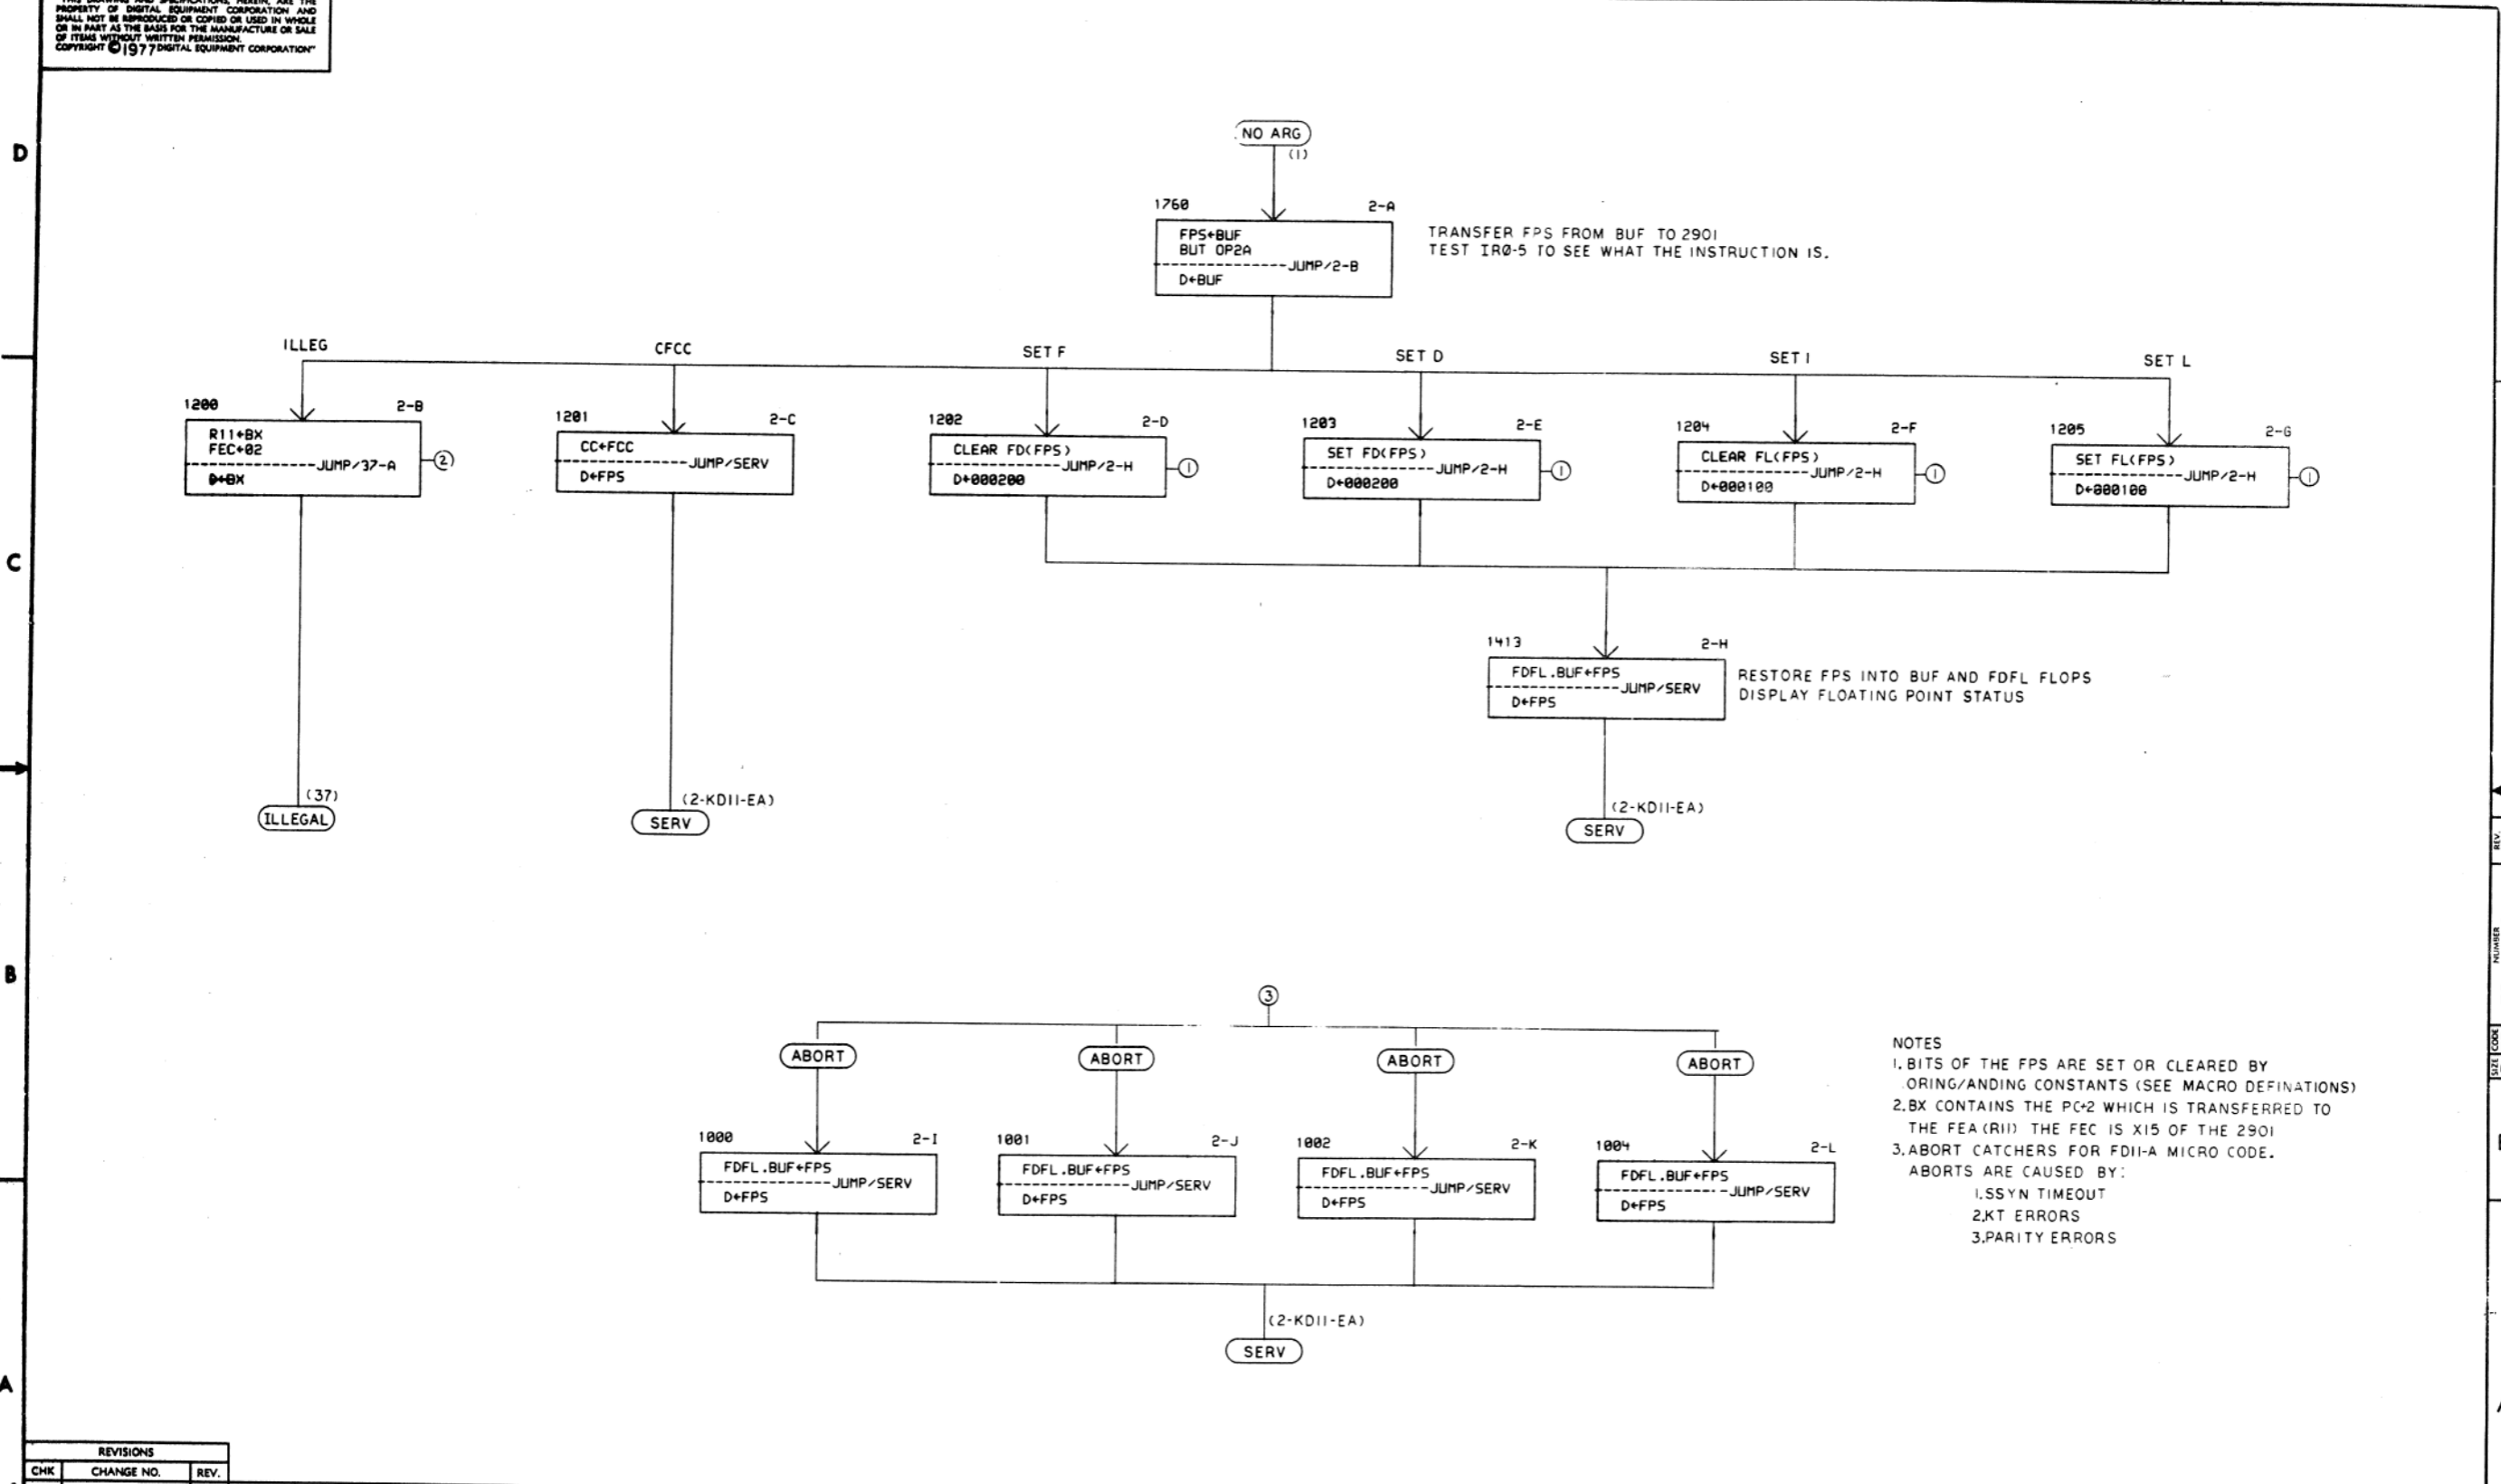 "THIS DRAWING AND SPECIFICATIONS, HEREIN, ARE THE
PROPERTY OF DIGITAL EQUIPMENT CORPORATION AND
SHALL NOT BE REPRODUCED OR COPIED OR USED IN WHOLE
OR IN PART AS THE BASIS FOR THE MANUFACTURE OR SALE
OF ITEMS WITHOUT WRITTEN PERMISSION.
COPYRIGHT ©1977 DIGITAL EQUIPMENT CORPORATION"
D
NO ARG
(1)
1760 2-A
FPS←BUF
BUT OP2A
JUMP/2-B
D←BUF
TRANSFER FPS FROM BUF TO 2901
TEST IR0-5 TO SEE WHAT THE INSTRUCTION IS.
ILLEG CFCC SET F SET D SET I SET L
1200 2-B
R11←BX
FEC←02
JUMP/37-A
D←BX
2
1201 2-C
CC←FCC
JUMP/SERV
D←FPS
1202 2-D
CLEAR FD(FPS)
JUMP/2-H
D←000200
1
1203 2-E
SET FD(FPS)
JUMP/2-H
D←000200
1
1204 2-F
CLEAR FL(FPS)
JUMP/2-H
D←000100
1
1205 2-G
SET FL(FPS)
JUMP/2-H
D←000100
1
C
1413 2-H
FDFL.BUF←FPS
JUMP/SERV
D←FPS
RESTORE FPS INTO BUF AND FDFL FLOPS
DISPLAY FLOATING POINT STATUS
(37)
ILLEGAL
(2-KD11-EA)
SERV
(2-KD11-EA)
SERV
REV.
NUMBER
B
3
ABORT ABORT ABORT ABORT
1000 2-I
FDFL.BUF←FPS
JUMP/SERV
D←FPS
1001 2-J
FDFL.BUF←FPS
JUMP/SERV
D←FPS
1002 2-K
FDFL.BUF←FPS
JUMP/SERV
D←FPS
1004 2-L
FDFL.BUF←FPS
JUMP/SERV
D←FPS
(2-KD11-EA)
SERV
NOTES
1. BITS OF THE FPS ARE SET OR CLEARED BY
ORING/ANDING CONSTANTS (SEE MACRO DEFINATIONS)
2. BX CONTAINS THE PC+2 WHICH IS TRANSFERRED TO
THE FEA (R11) THE FEC IS X15 OF THE 2901
3. ABORT CATCHERS FOR FD11-A MICRO CODE.
ABORTS ARE CAUSED BY:
1. SSYN TIMEOUT
2. KT ERRORS
3. PARITY ERRORS
SIZE CODE
A
REVISIONS
CHK CHANGE NO. REV.